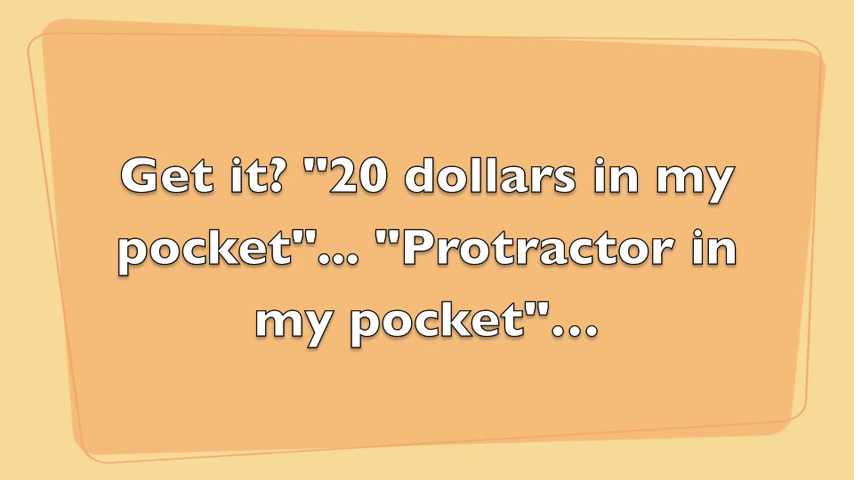 Get it? "20 dollars in my
pocket"... "Protractor in
my pocket"...